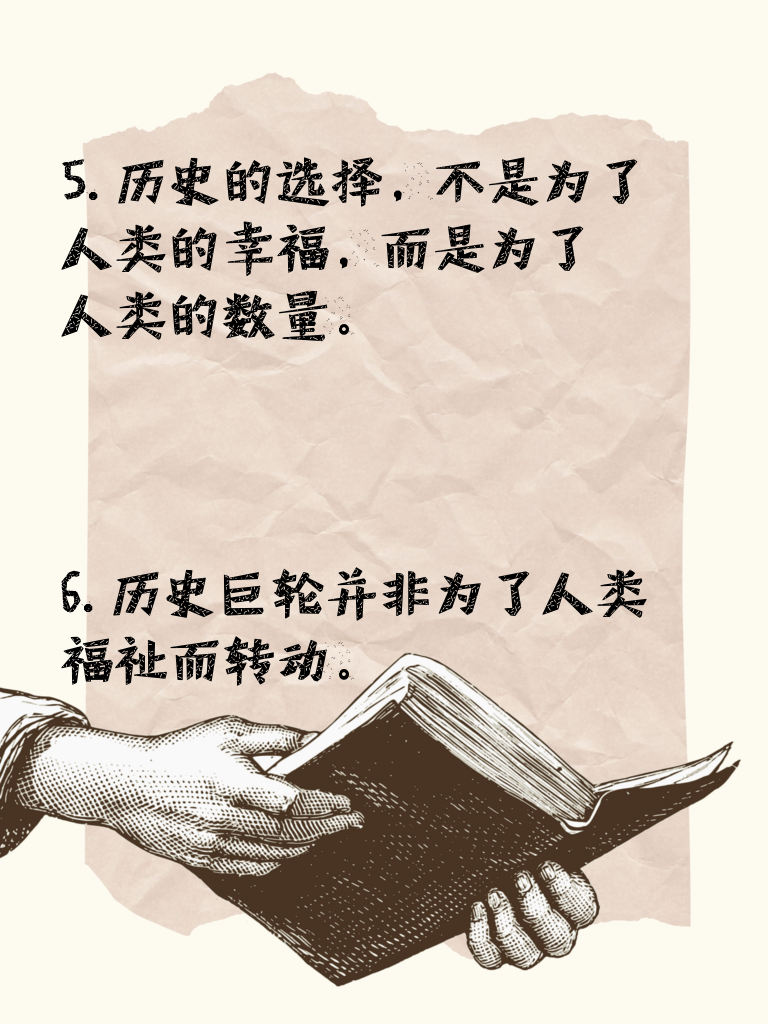 5. 历史的选择，不是为了
人类的幸福，而是为了
人类的数量。
6. 历史巨轮并非为了人类
福祉而转动。